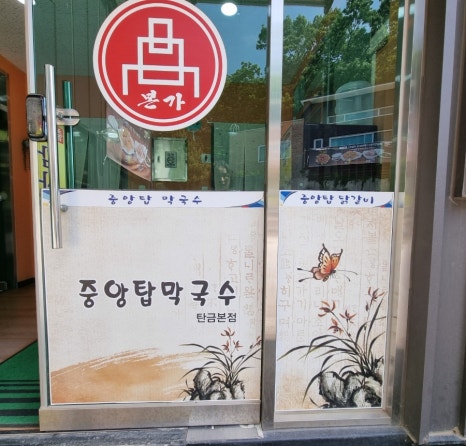 본가
중앙탑 막국수
중앙탑 닭갈비
중앙탑막국수
탄금본점